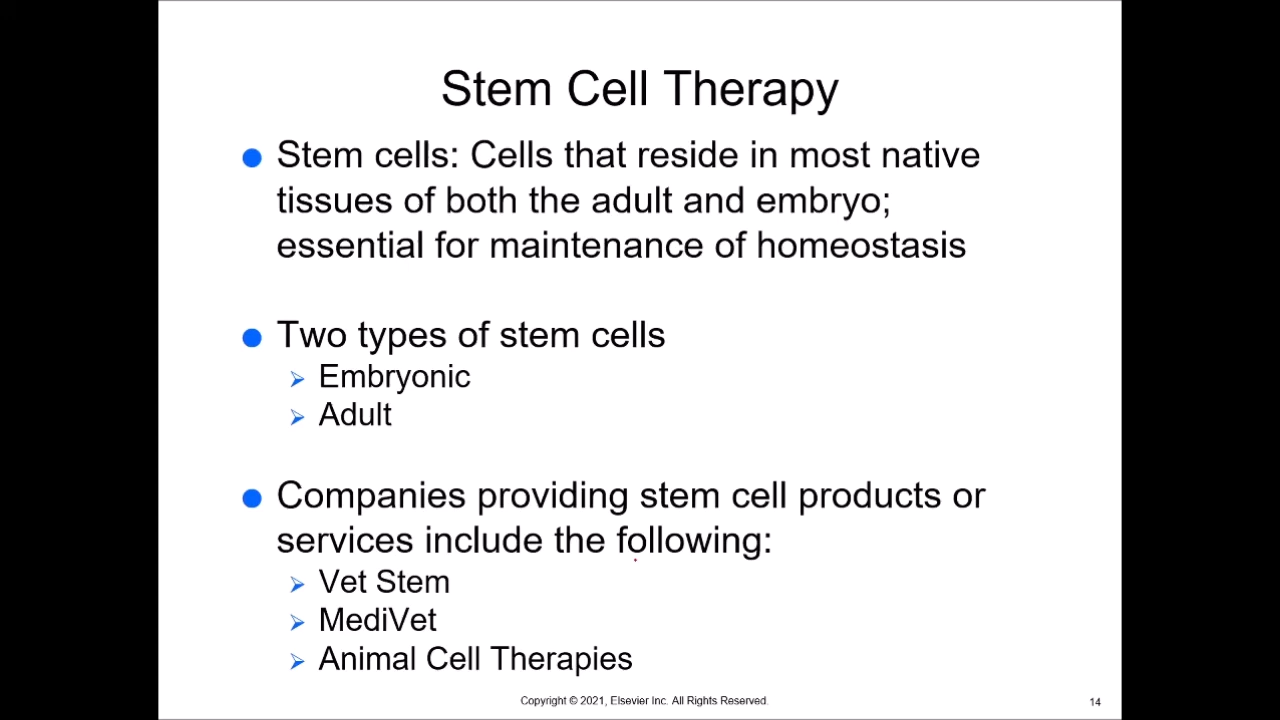 Stem Cell Therapy
Stem cells: Cells that reside in most native
tissues of both the adult and embryo;
essential for maintenance of homeostasis
Two types of stem cells
Embryonic
Adult
Companies providing stem cell products or
services include the following:
Vet Stem
MediVet
Animal Cell Therapies
Copyright © 2021, Elsevier Inc. All Rights Reserved.
14